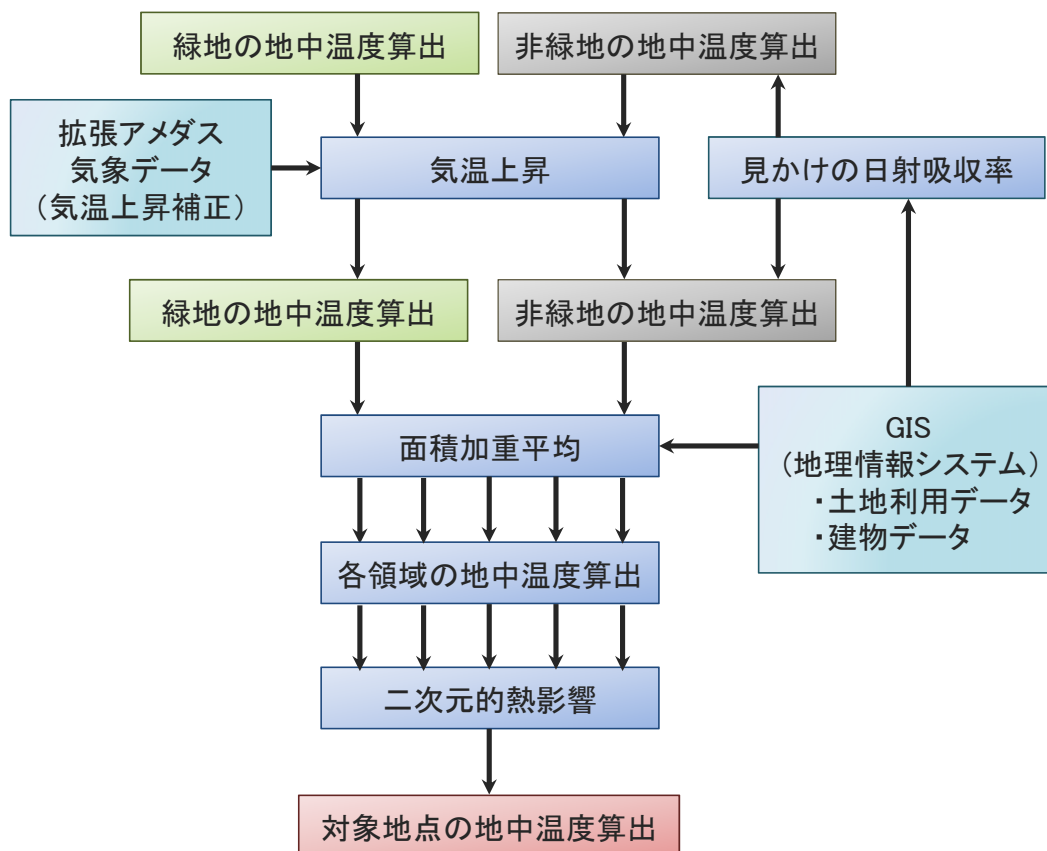 緑地の地中温度算出
非緑地の地中温度算出
拡張アメダス
気象データ
（気温上昇補正）
気温上昇
見かけの日射吸収率
緑地の地中温度算出
非緑地の地中温度算出
面積加重平均
GIS
（地理情報システム）
・土地利用データ
・建物データ
各領域の地中温度算出
二次元的熱影響
対象地点の地中温度算出